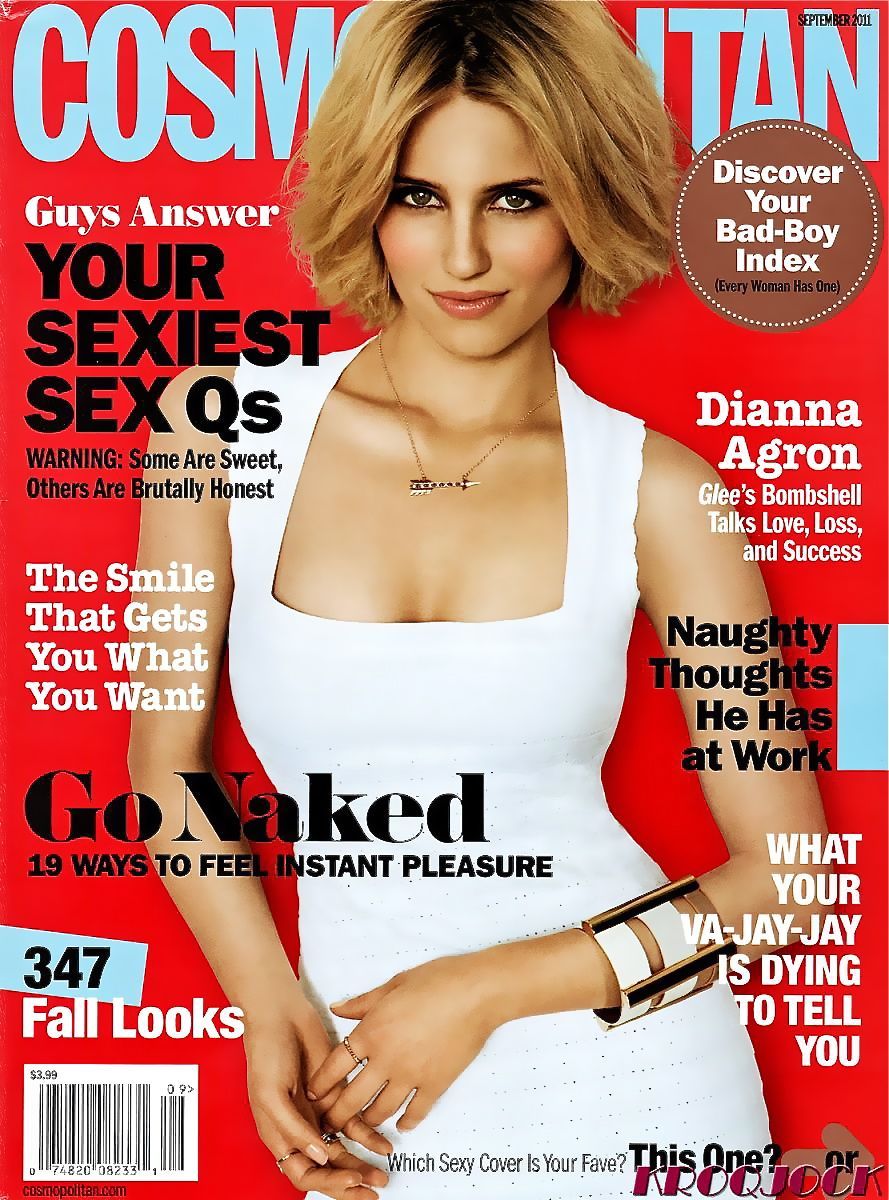 COSMOPOLITAN
SEPTEMBER 2011
Guys Answer
YOUR
SEXIEST
SEX Qs
WARNING: Some Are Sweet,
Others Are Brutally Honest
Discover
Your
Bad-Boy
Index
(Every Woman Has One)
Dianna
Agron
Glee's Bombshell
Talks Love, Loss,
and Success
The Smile
That Gets
You What
You Want
Naughty
Thoughts
He Has
at Work
Go Naked
19 WAYS TO FEEL INSTANT PLEASURE
WHAT
YOUR
VA-JAY-JAY
IS DYING
TO TELL
YOU
347
Fall Looks
$3.99
09>
0 74820 08233 1
cosmopolitan.com
Which Sexy Cover Is Your Fave? This One? or
KROQJOCK